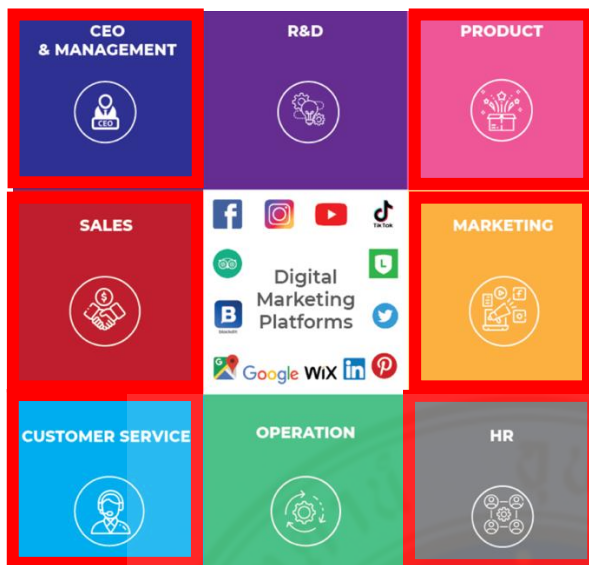 CEO
& MANAGEMENT
CEO
R&D
PRODUCT
SALES
TikTok
Digital
Marketing
Platforms
Google WiX in
MARKETING
CUSTOMER SERVICE
OPERATION
HR